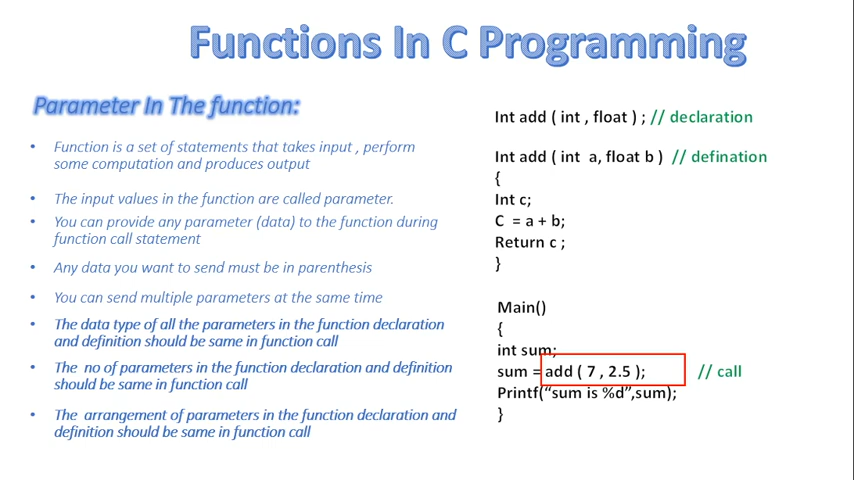 Functions In C Programming
Parameter In The function:
• Function is a set of statements that takes input , perform
some computation and produces output
• The input values in the function are called parameter.
• You can provide any parameter (data) to the function during
function call statement
• Any data you want to send must be in parenthesis
• You can send multiple parameters at the same time
• The data type of all the parameters in the function declaration
and definition should be same in function call
• The no of parameters in the function declaration and definition
should be same in function call
• The arrangement of parameters in the function declaration and
definition should be same in function call
Int add ( int , float ) ; // declaration
Int add ( int a, float b ) // defination
{
Int c;
C = a + b;
Return c ;
}
Main()
{
int sum;
sum = add ( 7 , 2.5 ); // call
Printf(“sum is %d”,sum);
}